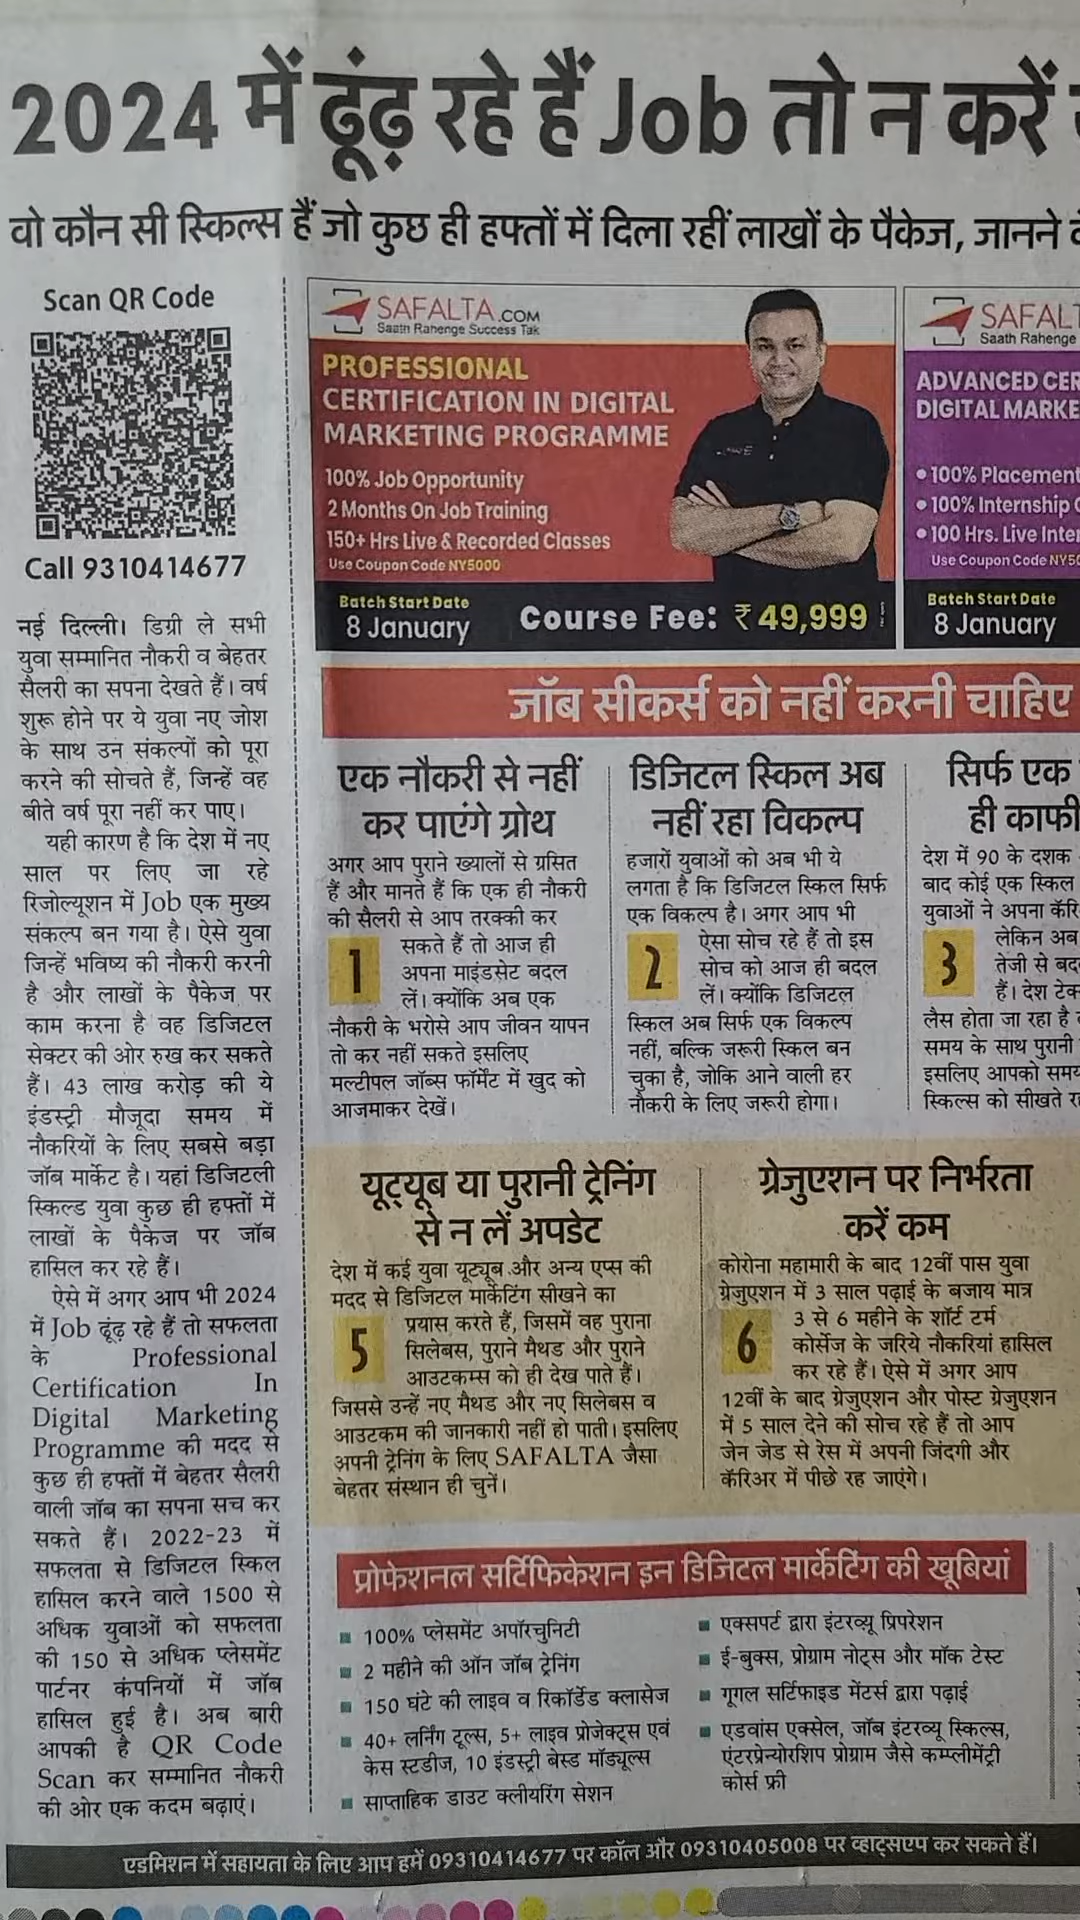 2024 में ढूंढ़ रहे हैं Job तो न करें
वो कौन सी स्किल्स हैं जो कुछ ही हफ्तों में दिला रहीं लाखों के पैकेज, जानने
Scan QR Code
Call 9310414677
नई दिल्ली। डिग्री ले सभी
युवा सम्मानित नौकरी व बेहतर
सैलरी का सपना देखते हैं। वर्ष
शुरू होने पर ये युवा नए जोश
के साथ उन संकल्पों को पूरा
करने की सोचते हैं, जिन्हें वह
बीते वर्ष पूरा नहीं कर पाए।
यही कारण है कि देश में नए
साल पर लिए जा रहे
रिजोल्यूशन में Job एक मुख्य
संकल्प बन गया है। ऐसे युवा
जिन्हें भविष्य की नौकरी करनी
है और लाखों के पैकेज पर
काम करना है वह डिजिटल
सेक्टर की ओर रुख कर सकते
हैं। 43 लाख करोड़ की ये
इंडस्ट्री मौजूदा समय में
नौकरियों के लिए सबसे बड़ा
जॉब मार्केट है। यहां डिजिटली
स्किल्ड युवा कुछ ही हफ्तों में
लाखों के पैकेज पर जॉब
हासिल कर रहे हैं।
ऐसे में अगर आप भी 2024
में Job ढूंढ़ रहे हैं तो सफलता
के Professional
Certification In
Digital Marketing
Programme की मदद से
कुछ ही हफ्तों में बेहतर सैलरी
वाली जॉब का सपना सच कर
सकते हैं। 2022-23 में
सफलता से डिजिटल स्किल
हासिल करने वाले 1500 से
अधिक युवाओं को सफलता
की 150 से अधिक प्लेसमेंट
पार्टनर कंपनियों में जॉब
हासिल हुई है। अब बारी
आपकी है QR Code
Scan कर सम्मानित नौकरी
की ओर एक कदम बढ़ाएं।
SAFALTA.COM
Saath Rahenge Success Tak
PROFESSIONAL
CERTIFICATION IN DIGITAL
MARKETING PROGRAMME
100% Job Opportunity
2 Months On Job Training
150+ Hrs Live & Recorded Classes
Use Coupon Code NY5000
Batch Start Date
8 January
Course Fee: ₹ 49,999
SAFALT
Saath Rahenge
ADVANCED CER
DIGITAL MARKE
• 100% Placement
• 100% Internship
• 100 Hrs. Live Inter
Use Coupon Code NY50
Batch Start Date
8 January
जॉब सीकर्स को नहीं करनी चाहिए
एक नौकरी से नहीं
कर पाएंगे ग्रोथ
अगर आप पुराने ख्यालों से ग्रसित
हैं और मानते हैं कि एक ही नौकरी
की सैलरी से आप तरक्की कर
1
सकते हैं तो आज ही
अपना माइंडसेट बदल
लें। क्योंकि अब एक
नौकरी के भरोसे आप जीवन यापन
तो कर नहीं सकते इसलिए
मल्टीपल जॉब्स फॉर्मेट में खुद को
आजमाकर देखें।
डिजिटल स्किल अब
नहीं रहा विकल्प
हजारों युवाओं को अब भी ये
लगता है कि डिजिटल स्किल सिर्फ
एक विकल्प है। अगर आप भी
2
ऐसा सोच रहे हैं तो इस
सोच को आज ही बदल
लें। क्योंकि डिजिटल
स्किल अब सिर्फ एक विकल्प
नहीं, बल्कि जरूरी स्किल बन
चुका है, जोकि आने वाली हर
नौकरी के लिए जरूरी होगा।
सिर्फ एक
ही काफी
देश में 90 के दशक
बाद कोई एक स्किल
युवाओं ने अपना कॅरि
3
लेकिन अब
तेजी से बद
हैं। देश टेक
लैस होता जा रहा है
समय के साथ पुरानी
इसलिए आपको समय
स्किल्स को सीखते
यूट्यूब या पुरानी ट्रेनिंग
से न लें अपडेट
देश में कई युवा यूट्यूब और अन्य एप्स की
मदद से डिजिटल मार्केटिंग सीखने का
5
प्रयास करते हैं, जिसमें वह पुराना
सिलेबस, पुराने मैथड और पुराने
आउटकम्स को ही देख पाते हैं।
जिससे उन्हें नए मैथड और नए सिलेबस व
आउटकम की जानकारी नहीं हो पाती। इसलिए
अपनी ट्रेनिंग के लिए SAFALTA जैसा
बेहतर संस्थान ही चुनें।
ग्रेजुएशन पर निर्भरता
करें कम
कोरोना महामारी के बाद 12वीं पास युवा
ग्रेजुएशन में 3 साल पढ़ाई के बजाय मात्र
6
3 से 6 महीने के शॉर्ट टर्म
कोर्सेज के जरिये नौकरियां हासिल
कर रहे हैं। ऐसे में अगर आप
12वीं के बाद ग्रेजुएशन और पोस्ट ग्रेजुएशन
में 5 साल देने की सोच रहे हैं तो आप
जेन जेड से रेस में अपनी जिंदगी और
कॅरिअर में पीछे रह जाएंगे।
प्रोफेशनल सर्टिफिकेशन इन डिजिटल मार्केटिंग की खूबियां
100% प्लेसमेंट अपॉरचुनिटी
2 महीने की ऑन जॉब ट्रेनिंग
150 घंटे की लाइव व रिकॉर्डेड क्लासेज
40+ लर्निंग टूल्स, 5+ लाइव प्रोजेक्ट्स एवं
केस स्टडीज, 10 इंडस्ट्री बेस्ड मॉड्यूल्स
साप्ताहिक डाउट क्लीयरिंग सेशन
एक्सपर्ट द्वारा इंटरव्यू प्रिपरेशन
ई-बुक्स, प्रोग्राम नोट्स और मॉक टेस्ट
गूगल सर्टिफाइड मेंटर्स द्वारा पढ़ाई
एडवांस एक्सेल, जॉब इंटरव्यू स्किल्स,
एंटरप्रेन्योरशिप प्रोग्राम जैसे कम्प्लीमेंट्री
कोर्स फ्री
एडमिशन में सहायता के लिए आप हमें 09310414677 पर कॉल और 09310405008 पर व्हाट्सएप कर सकते हैं।